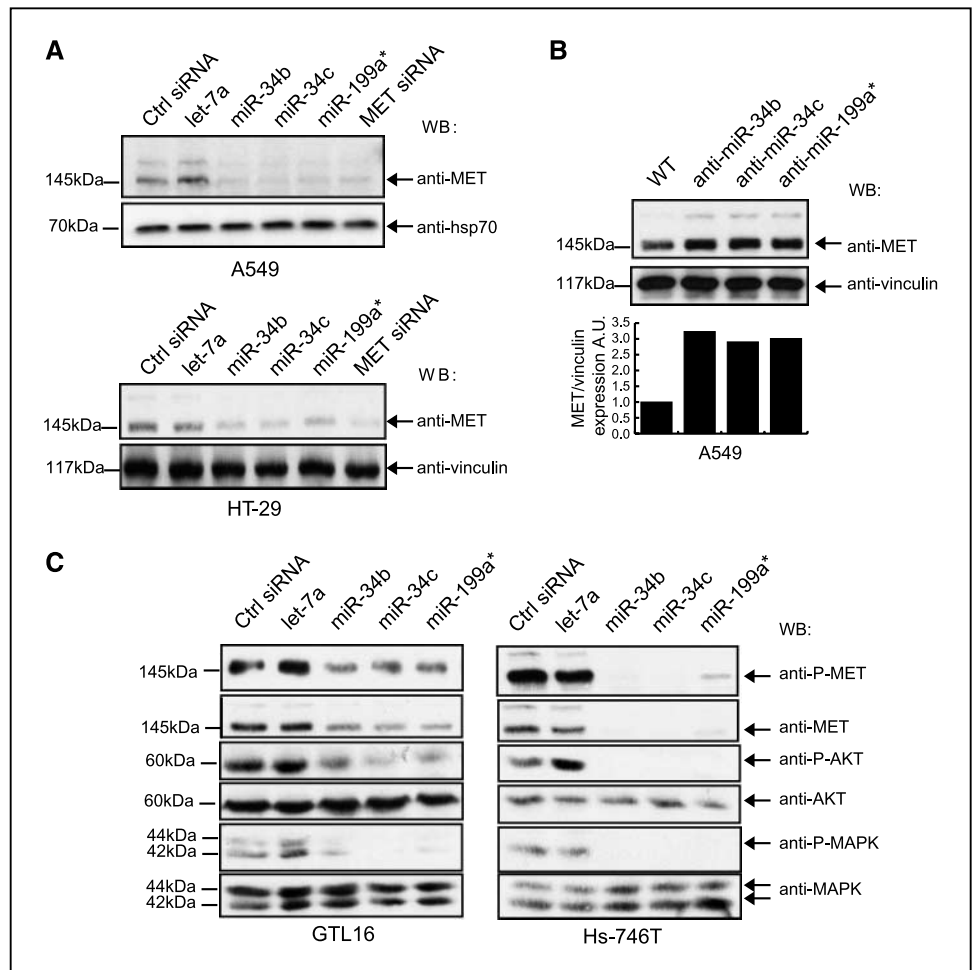 A
Ctrl siRNA let-7a miR-34b miR-34c miR-199a* MET siRNA
WB:
145kDa anti-MET
70kDa anti-hsp70
A549
Ctrl siRNA let-7a miR-34b miR-34c miR-199a* MET siRNA
WB:
145kDa anti-MET
117kDa anti-vinculin
HT-29
B
WT anti-miR-34b anti-miR-34c anti-miR-199a*
WB:
145kDa anti-MET
117kDa anti-vinculin
MET/vinculin
expression A.U.
3.5
3.0
2.5
2.0
1.5
1.0
0.5
0.0
A549
C
Ctrl siRNA let-7a miR-34b miR-34c miR-199a*
Ctrl siRNA let-7a miR-34b miR-34c miR-199a*
WB:
145kDa anti-P-MET
145kDa anti-MET
60kDa anti-P-AKT
60kDa anti-AKT
44kDa
42kDa anti-P-MAPK
44kDa anti-MAPK
42kDa
GTL16 Hs-746T